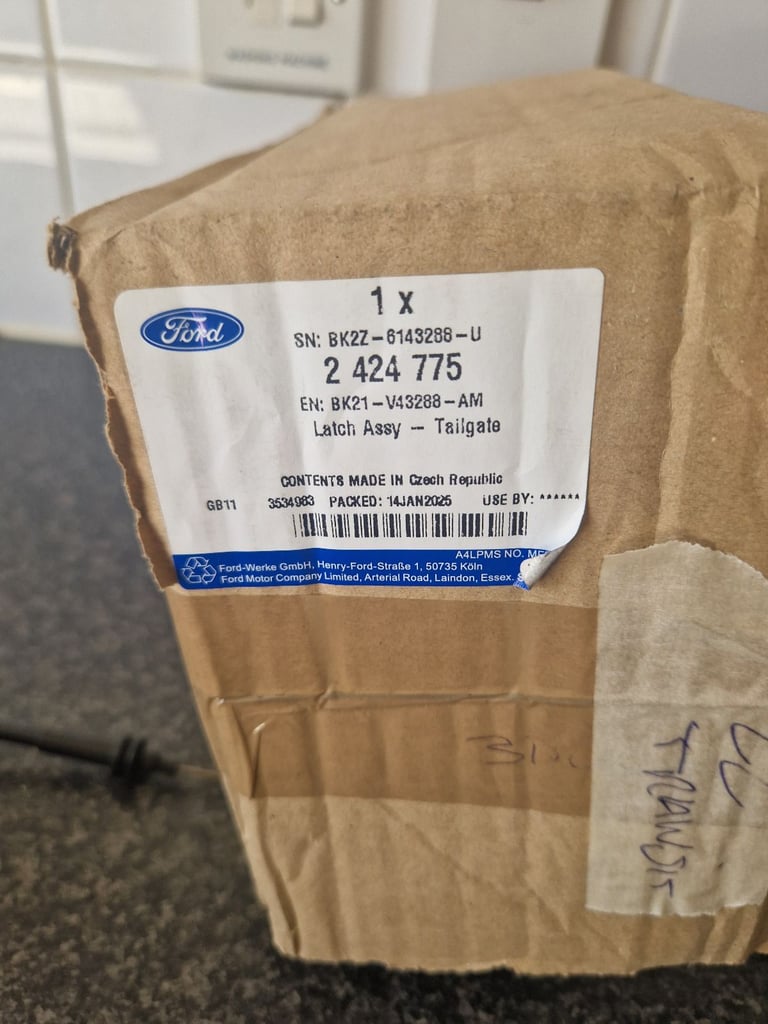 Ford
1 x
SN: BK2Z-6143288-U
2 424 775
EN: BK21-V43288-AM
Latch Assy - Tailgate
CONTENTS MADE IN Czech Republic
GB11 3534983 PACKED: 14JAN2025 USE BY: ******
A4LPMS NO.
Ford-Werke GmbH, Henry-Ford-Straße 1, 50735 Köln
Ford Motor Company Limited, Arterial Road, Laindon, Essex.
TRANSIT